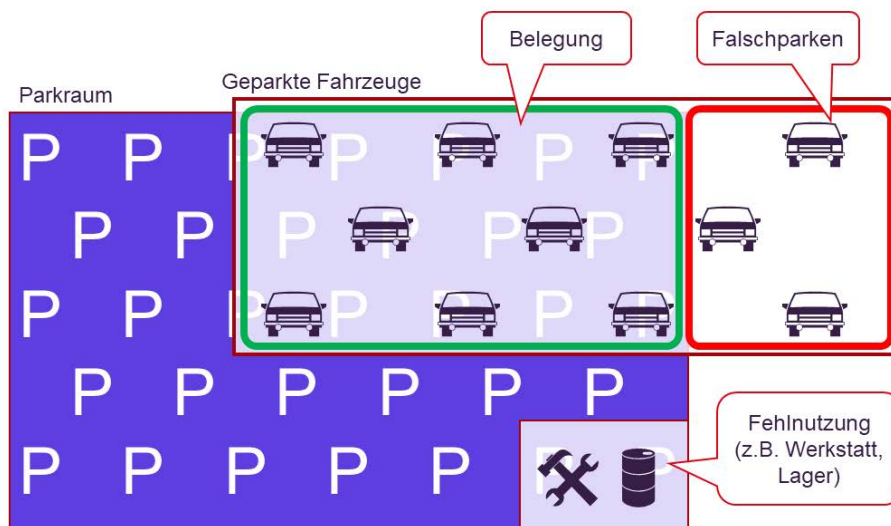 Belegung
Falschparken
Geparkte Fahrzeuge
Parkraum
P P P P P P P
P P P P P P
P P P P P P P
P P P P P P
P P P P P P P
Fehlnutzung
(z.B. Werkstatt,
Lager)